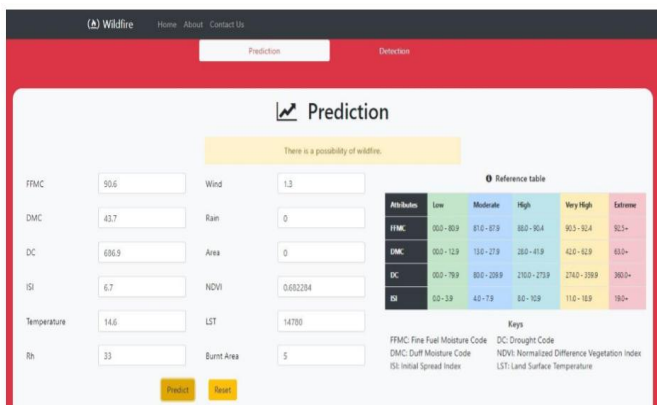 Wildfire Home About Contact Us
Prediction Detection
Prediction
There is a possibility of wildfire.
FFMC 90.6 Wind 1.3
DMC 43.7 Rain 0
DC 686.9 Area 0
ISI 6.7 NDVI 0.682284
Temperature 14.6 LST 14780
Rh 33 Burnt Area 5
Predict Reset
Reference table
Attributes Low Moderate High Very High Extreme
FFMC 00.0 - 80.9 81.0 - 87.9 88.0 - 90.4 90.5 - 92.4 92.5+
DMC 00.0 - 12.9 13.0 - 27.9 28.0 - 41.9 42.0 - 62.9 63.0+
DC 00.0 - 79.9 80.0 - 209.9 210.0 - 273.9 274.0 - 359.9 360.0+
ISI 0.0 - 3.9 4.0 - 7.9 8.0 - 10.9 11.0 - 18.9 19.0+
Keys
FFMC: Fine Fuel Moisture Code DC: Drought Code
DMC: Duff Moisture Code NDVI: Normalized Difference Vegetation Index
ISI: Initial Spread Index LST: Land Surface Temperature